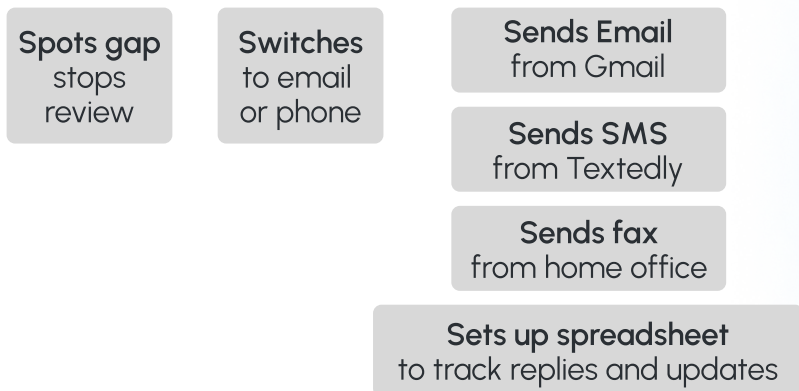 Spots gap
stops
review
Switches
to email
or phone
Sends Email
from Gmail
Sends SMS
from Textedly
Sends fax
from home office
Sets up spreadsheet
to track replies and updates